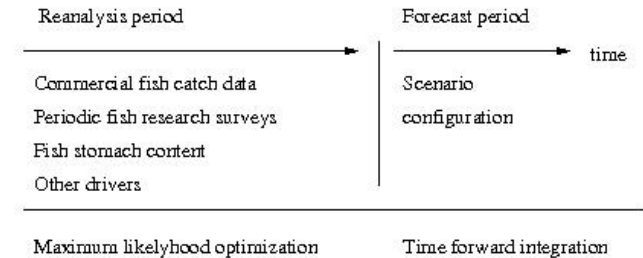 Reanalysis period
Forecast period
time
Commercial fish catch data
Periodic fish research surveys
Fish stomach content
Other drivers
Scenario
configuration
Maximum likelyhood optimization
Time forward integration